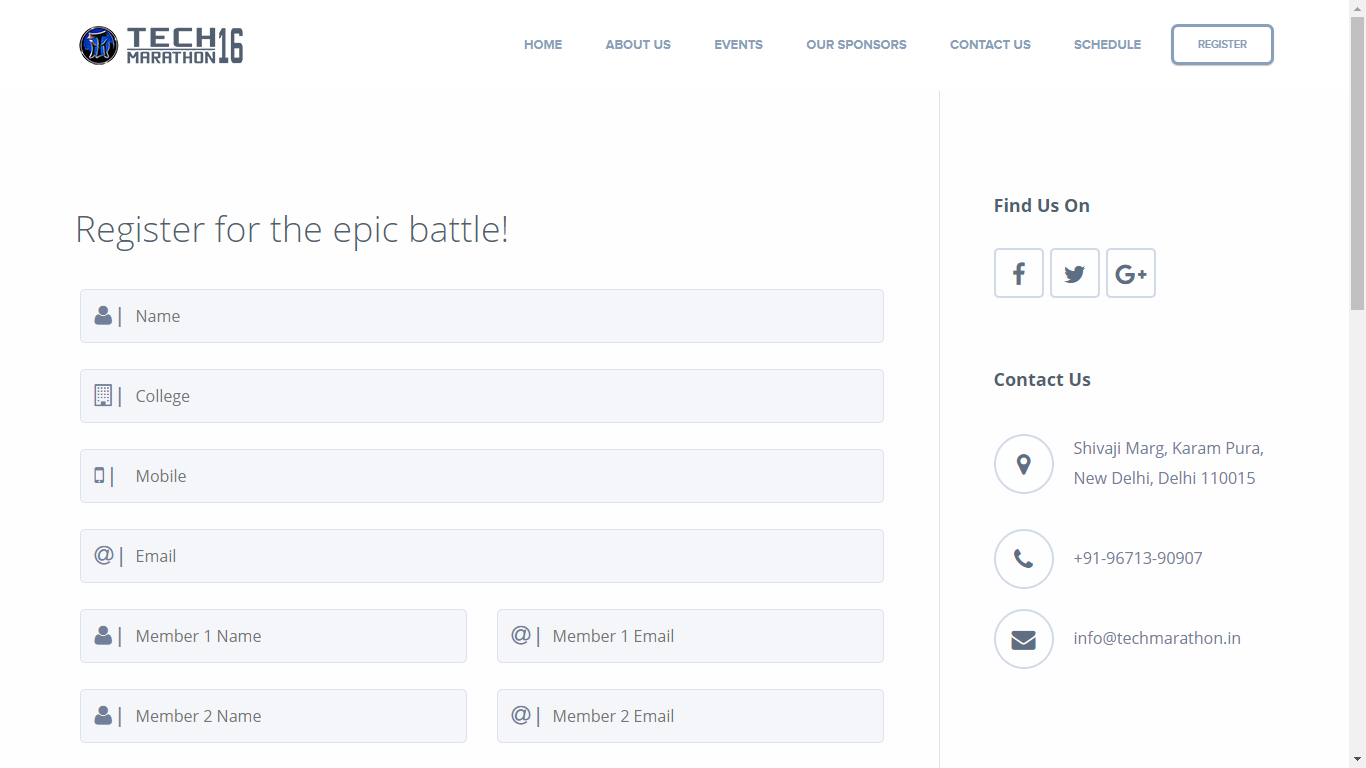 TECH MARATHON 16
HOME
ABOUT US
EVENTS
OUR SPONSORS
CONTACT US
SCHEDULE
REGISTER
Register for the epic battle!
Name
College
Mobile
Email
Member 1 Name
Member 1 Email
Member 2 Name
Member 2 Email
Find Us On
Contact Us
Shivaji Marg, Karam Pura,
New Delhi, Delhi 110015
+91-96713-90907
info@techmarathon.in